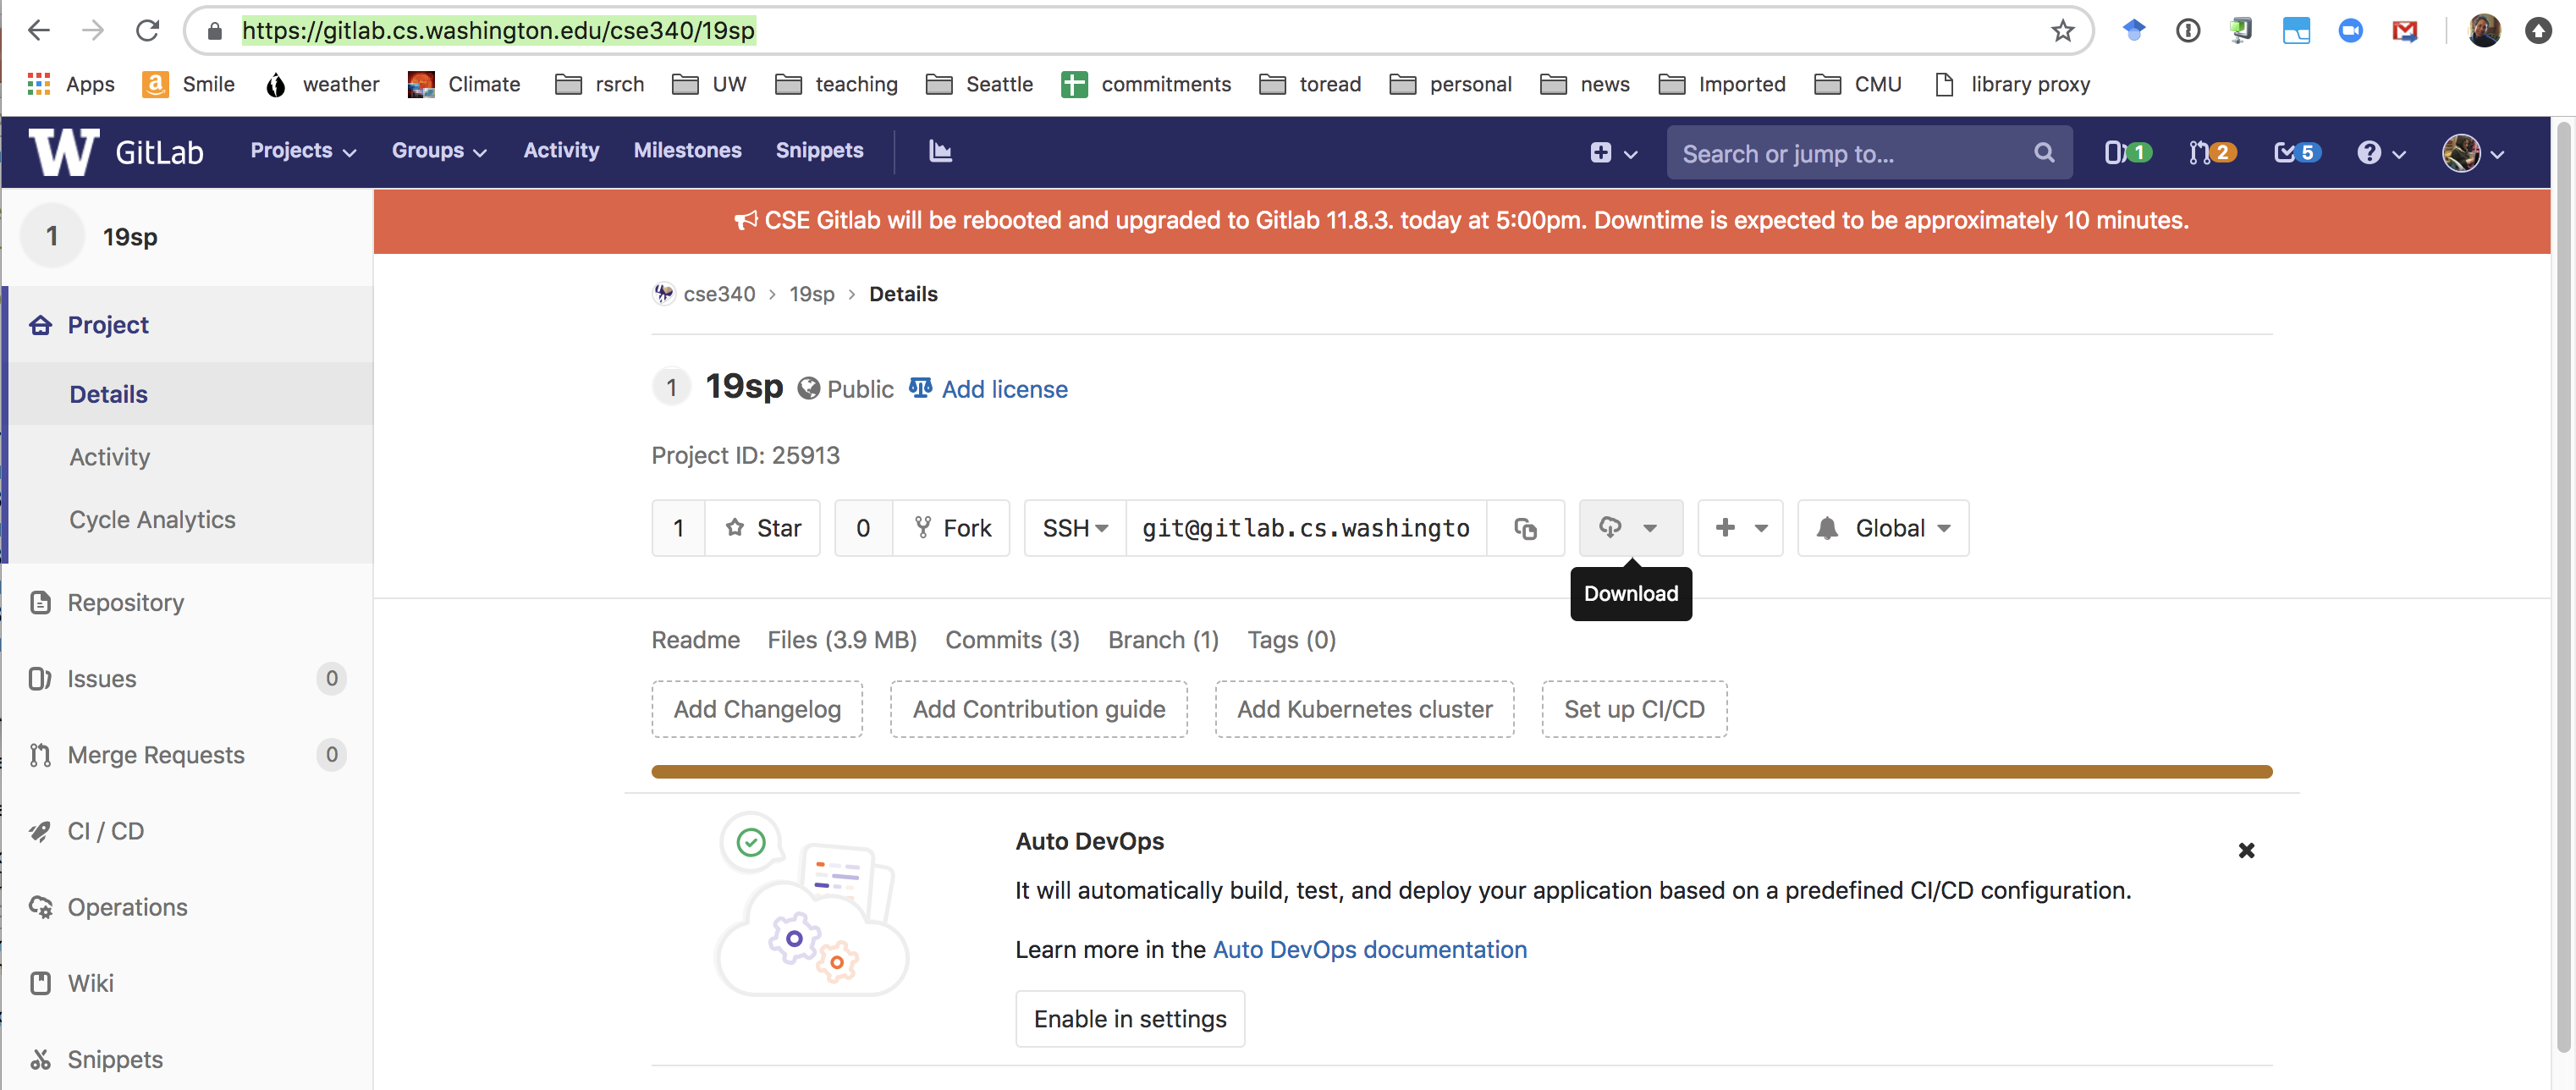 https://gitlab.cs.washington.edu/cse340/19sp
Apps Smile weather Climate rsrch UW teaching Seattle commitments toread personal news Imported CMU library proxy
W GitLab Projects Groups Activity Milestones Snippets Search or jump to... 1 2 5
CSE Gitlab will be rebooted and upgraded to Gitlab 11.8.3. today at 5:00pm. Downtime is expected to be approximately 10 minutes.
1 19sp
Project
Details
Activity
Cycle Analytics
Repository
Issues 0
Merge Requests 0
CI / CD
Operations
Wiki
Snippets
cse340 > 19sp > Details
1 19sp Public Add license
Project ID: 25913
1 Star 0 Fork SSH git@gitlab.cs.washingto Global
Download
Readme Files (3.9 MB) Commits (3) Branch (1) Tags (0)
Add Changelog Add Contribution guide Add Kubernetes cluster Set up CI/CD
Auto DevOps
It will automatically build, test, and deploy your application based on a predefined CI/CD configuration.
Learn more in the Auto DevOps documentation
Enable in settings